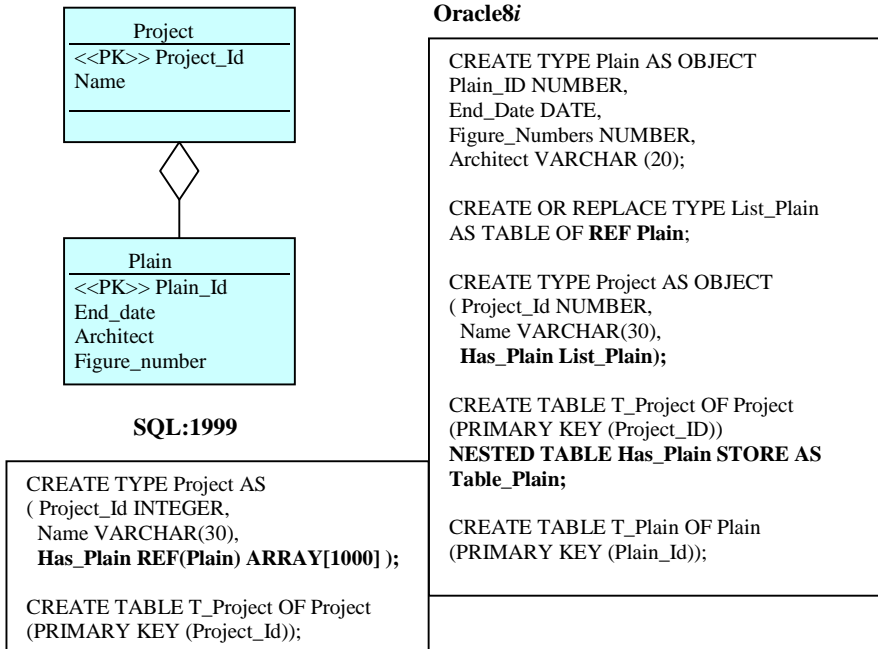 Project
<<PK>> Project_Id
Name
Plain
<<PK>> Plain_Id
End_date
Architect
Figure_number
SQL:1999
CREATE TYPE Project AS
( Project_Id INTEGER,
Name VARCHAR(30),
Has_Plain REF(Plain) ARRAY[1000] );
CREATE TABLE T_Project OF Project
(PRIMARY KEY (Project_Id));
Oracle8i
CREATE TYPE Plain AS OBJECT
Plain_ID NUMBER,
End_Date DATE,
Figure_Numbers NUMBER,
Architect VARCHAR (20);
CREATE OR REPLACE TYPE List_Plain
AS TABLE OF REF Plain;
CREATE TYPE Project AS OBJECT
( Project_Id NUMBER,
Name VARCHAR(30),
Has_Plain List_Plain);
CREATE TABLE T_Project OF Project
(PRIMARY KEY (Project_ID))
NESTED TABLE Has_Plain STORE AS
Table_Plain;
CREATE TABLE T_Plain OF Plain
(PRIMARY KEY (Plain_Id));